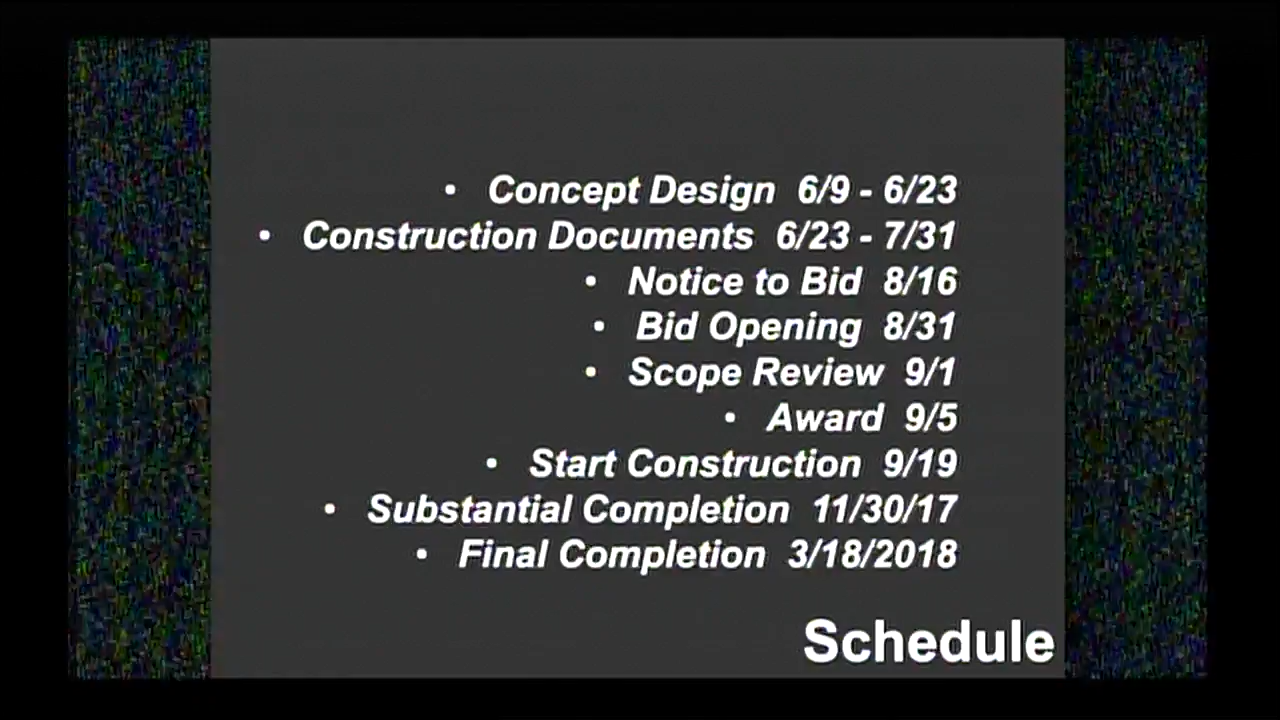 • Concept Design 6/9 - 6/23
• Construction Documents 6/23 - 7/31
• Notice to Bid 8/16
• Bid Opening 8/31
• Scope Review 9/1
• Award 9/5
• Start Construction 9/19
• Substantial Completion 11/30/17
• Final Completion 3/18/2018
Schedule